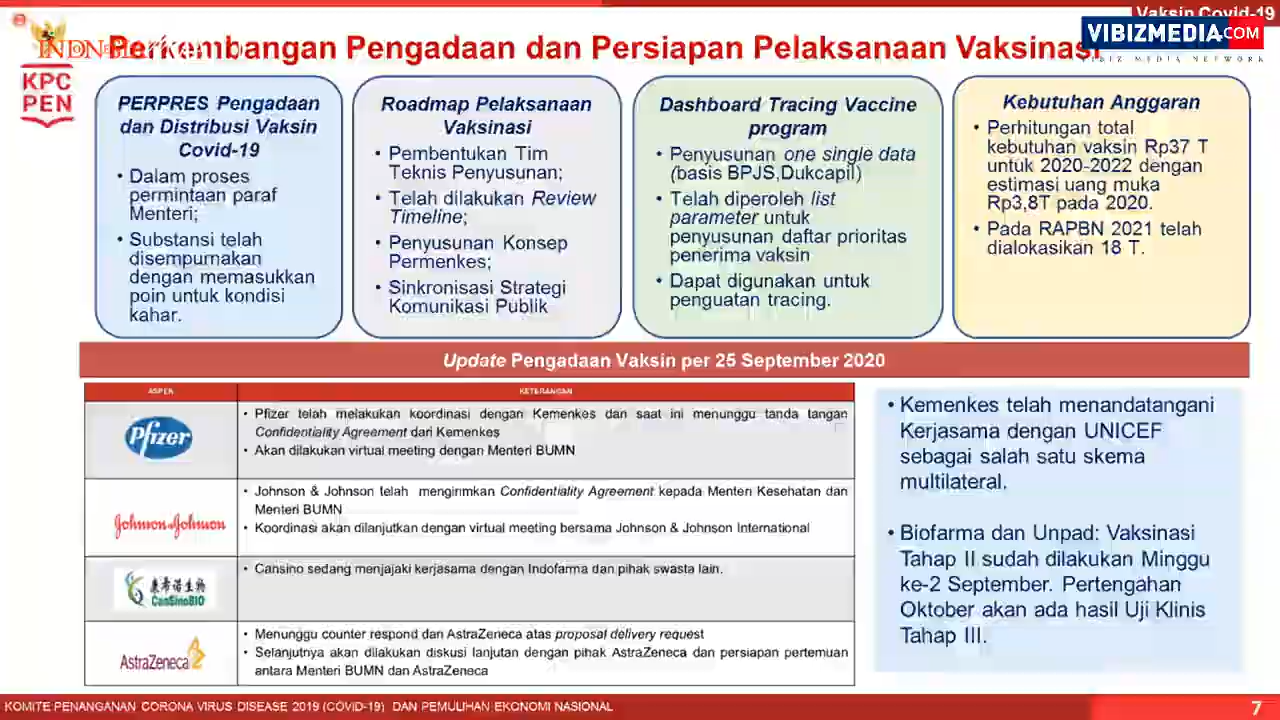 Vaksin Covid-19
VIBIZMEDIA.COM
VIBIZ MEDIA NETWORK
Perkembangan Pengadaan dan Persiapan Pelaksanaan Vaksinasi
KPC
PEN
PERPRES Pengadaan
dan Distribusi Vaksin
Covid-19
• Dalam proses
permintaan paraf
Menteri;
• Substansi telah
disempurnakan
dengan memasukkan
poin untuk kondisi
kahar.
Roadmap Pelaksanaan
Vaksinasi
• Pembentukan Tim
Teknis Penyusunan;
• Telah dilakukan Review
Timeline;
• Penyusunan Konsep
Permenkes;
• Sinkronisasi Strategi
Komunikasi Publik
Dashboard Tracing Vaccine
program
• Penyusunan one single data
(basis BPJS,Dukcapil)
• Telah diperoleh list
parameter untuk
penyusunan daftar prioritas
penerima vaksin
• Dapat digunakan untuk
penguatan tracing.
Kebutuhan Anggaran
• Perhitungan total
kebutuhan vaksin Rp37 T
untuk 2020-2022 dengan
estimasi uang muka
Rp3,8T pada 2020.
• Pada RAPBN 2021 telah
dialokasikan 18 T.
Update Pengadaan Vaksin per 25 September 2020
ASPEK
KETERANGAN
Pfizer
• Pfizer telah melakukan koordinasi dengan Kemenkes dan saat ini menunggu tanda tangan
Confidentiality Agreement dari Kemenkes
• Akan dilakukan virtual meeting dengan Menteri BUMN
Johnson & Johnson
• Johnson & Johnson telah mengirimkan Confidentiality Agreement kepada Menteri Kesehatan dan
Menteri BUMN
• Koordinasi akan dilanjutkan dengan virtual meeting bersama Johnson & Johnson International
康希诺生物
CanSinoBIO
• Cansino sedang menjajaki kerjasama dengan Indofarma dan pihak swasta lain.
AstraZeneca
• Menunggu counter respond dari AstraZeneca atas proposal delivery request
• Selanjutnya akan dilakukan diskusi lanjutan dengan pihak AstraZeneca dan persiapan pertemuan
antara Menteri BUMN dan AstraZeneca
• Kemenkes telah menandatangani
Kerjasama dengan UNICEF
sebagai salah satu skema
multilateral.
• Biofarma dan Unpad: Vaksinasi
Tahap II sudah dilakukan Minggu
ke-2 September. Pertengahan
Oktober akan ada hasil Uji Klinis
Tahap III.
KOMITE PENANGANAN CORONA VIRUS DISEASE 2019 (COVID-19) DAN PEMULIHAN EKONOMI NASIONAL
7